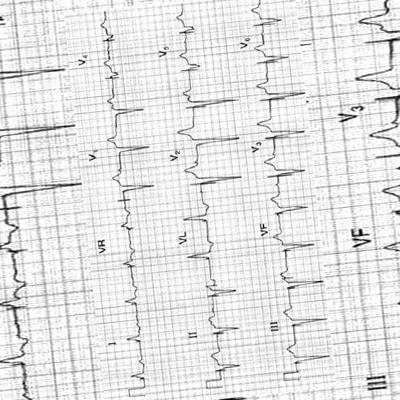 I VR V₁ V₄
II VL V₂ V₅
III VF V₃ V₆
III VF V₃